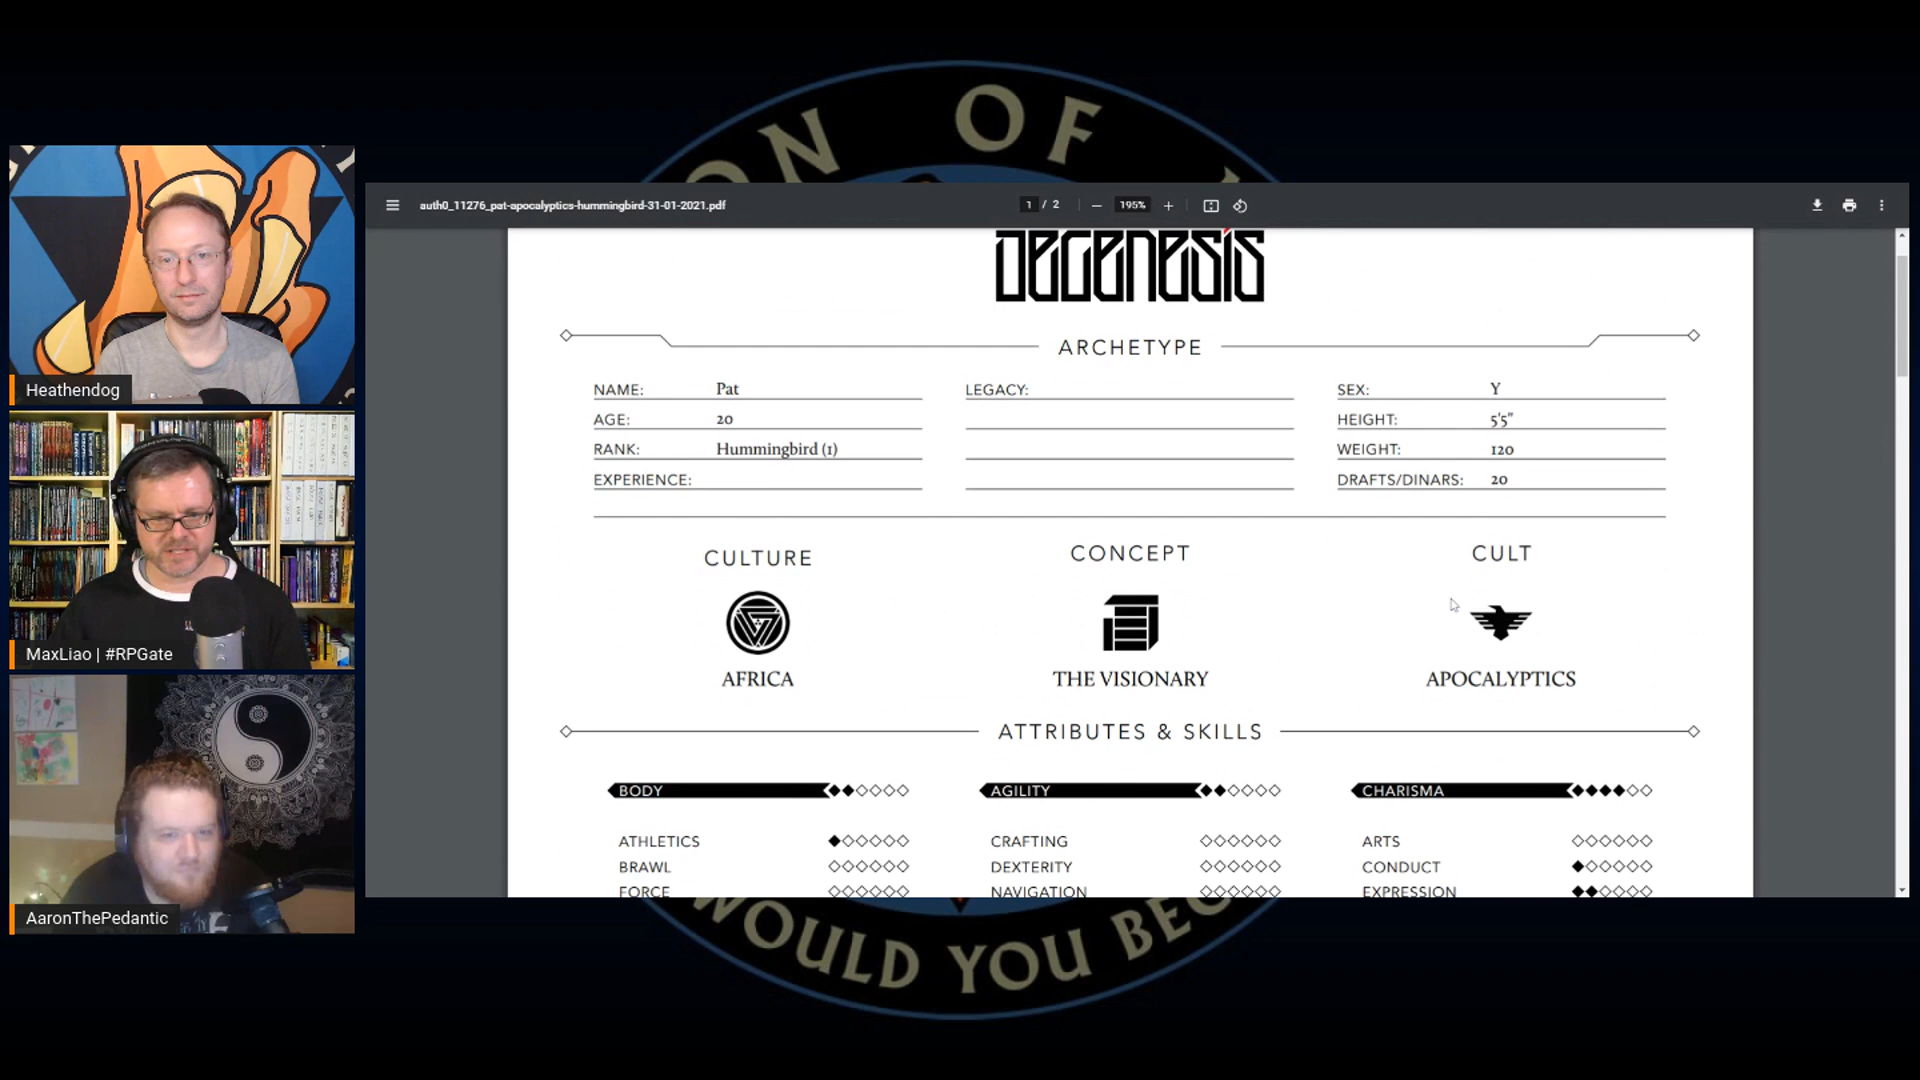 ON OF
auth0_11276_pat-apocalyptics-hummingbird-31-01-2021.pdf
1 / 2
195%
DEGENESIS
ARCHETYPE
NAME: Pat
LEGACY:
SEX: Y
AGE: 20
HEIGHT: 5'5"
RANK: Hummingbird (1)
WEIGHT: 120
EXPERIENCE:
DRAFTS/DINARS: 20
CULTURE
CONCEPT
CULT
AFRICA
THE VISIONARY
APOCALYPTICS
ATTRIBUTES & SKILLS
BODY
AGILITY
CHARISMA
ATHLETICS
CRAFTING
ARTS
BRAWL
DEXTERITY
CONDUCT
FORCE
NAVIGATION
EXPRESSION
Heathendog
MaxLiao | #RPGate
AaronThePedantic
WOULD YOU BEG